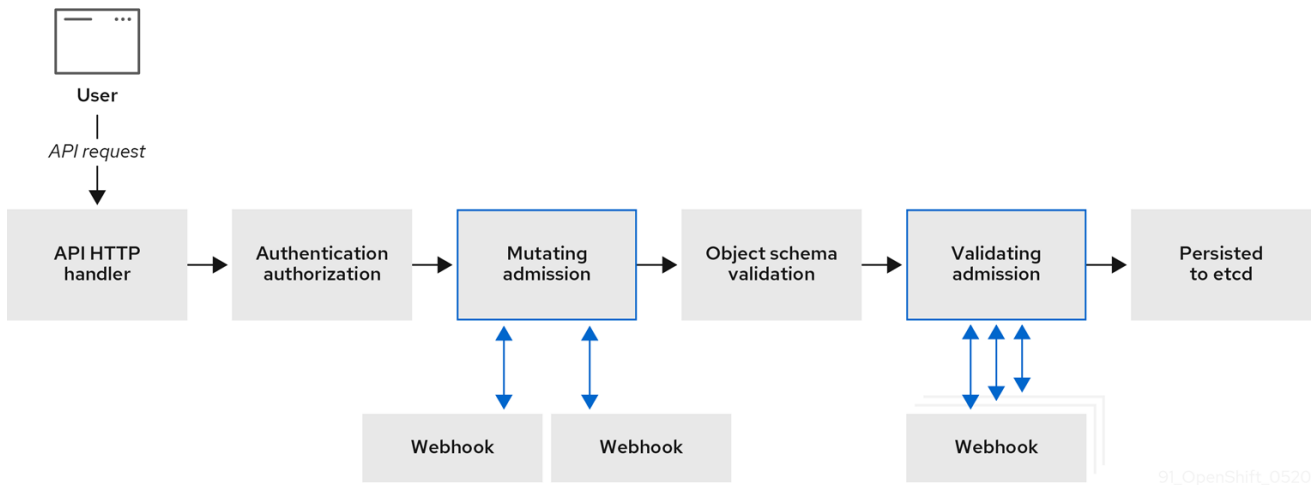 User
API request
API HTTP
handler
Authentication
authorization
Mutating
admission
Object schema
validation
Validating
admission
Persisted
to etcd
Webhook
Webhook
Webhook
91_OpenShift_0520